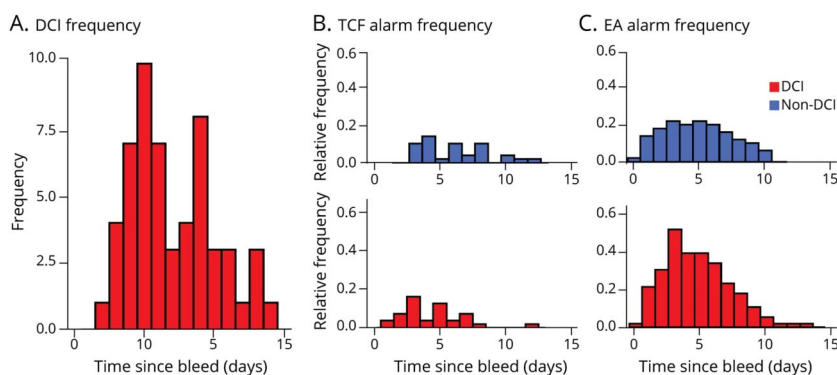 A. DCI frequency
10.0
7.5
5.0
2.5
0.0
Frequency
0 10 5 15
Time since bleed (days)
B. TCF alarm frequency
Relative frequency
0.6
0.4
0.2
0.0
0 5 10 15
Relative frequency
0.6
0.4
0.2
0.0
0 5 10 15
Time since bleed (days)
C. EA alarm frequency
0.6
0.4
0.2
0.0
0 5 10 15
DCI
Non-DCI
0.6
0.4
0.2
0.0
0 5 10 15
Time since bleed (days)